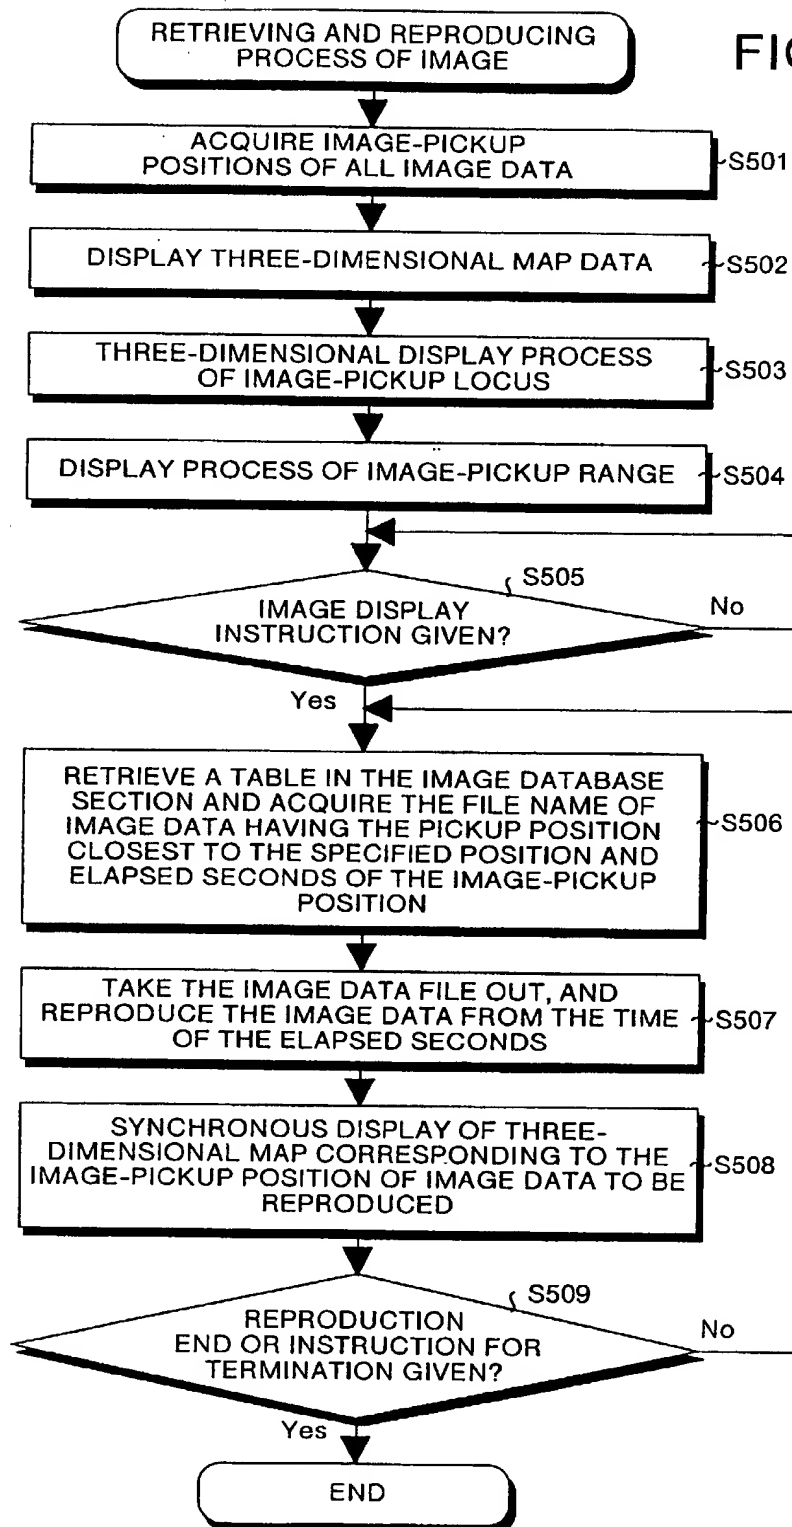 RETRIEVING AND REPRODUCING
PROCESS OF IMAGE
ACQUIRE IMAGE-PICKUP
POSITIONS OF ALL IMAGE DATA
S501
DISPLAY THREE-DIMENSIONAL MAP DATA
S502
THREE-DIMENSIONAL DISPLAY PROCESS
OF IMAGE-PICKUP LOCUS
S503
DISPLAY PROCESS OF IMAGE-PICKUP RANGE
S504
S505
IMAGE DISPLAY
INSTRUCTION GIVEN?
No
Yes
RETRIEVE A TABLE IN THE IMAGE DATABASE
SECTION AND ACQUIRE THE FILE NAME OF
IMAGE DATA HAVING THE PICKUP POSITION
CLOSEST TO THE SPECIFIED POSITION AND
ELAPSED SECONDS OF THE IMAGE-PICKUP
POSITION
S506
TAKE THE IMAGE DATA FILE OUT, AND
REPRODUCE THE IMAGE DATA FROM THE TIME
OF THE ELAPSED SECONDS
S507
SYNCHRONOUS DISPLAY OF THREE-
DIMENSIONAL MAP CORRESPONDING TO THE
IMAGE-PICKUP POSITION OF IMAGE DATA TO BE
REPRODUCED
S508
S509
REPRODUCTION
END OR INSTRUCTION FOR
TERMINATION GIVEN?
No
Yes
END